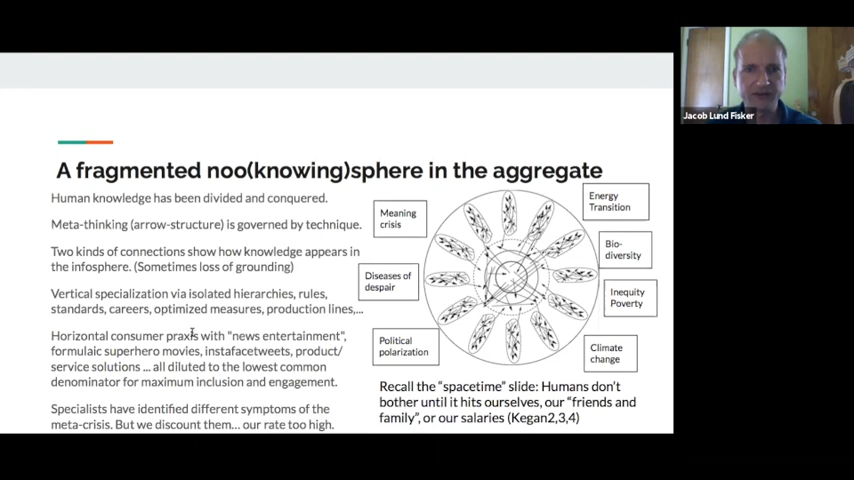 Jacob Lund Fisker
A fragmented noo(knowing)sphere in the aggregate
Human knowledge has been divided and conquered.
Meta-thinking (arrow-structure) is governed by technique.
Two kinds of connections show how knowledge appears in
the infosphere. (Sometimes loss of grounding)
Vertical specialization via isolated hierarchies, rules,
standards, careers, optimized measures, production lines,...
Horizontal consumer praxis with "news entertainment",
formulaic superhero movies, instafacetweets, product/
service solutions ... all diluted to the lowest common
denominator for maximum inclusion and engagement.
Specialists have identified different symptoms of the
meta-crisis. But we discount them... our rate too high.
Meaning
crisis
Diseases of
despair
Political
polarization
Energy
Transition
Bio-
diversity
Inequity
Poverty
Climate
change
Recall the “spacetime” slide: Humans don’t
bother until it hits ourselves, our “friends and
family”, or our salaries (Kegan2,3,4)